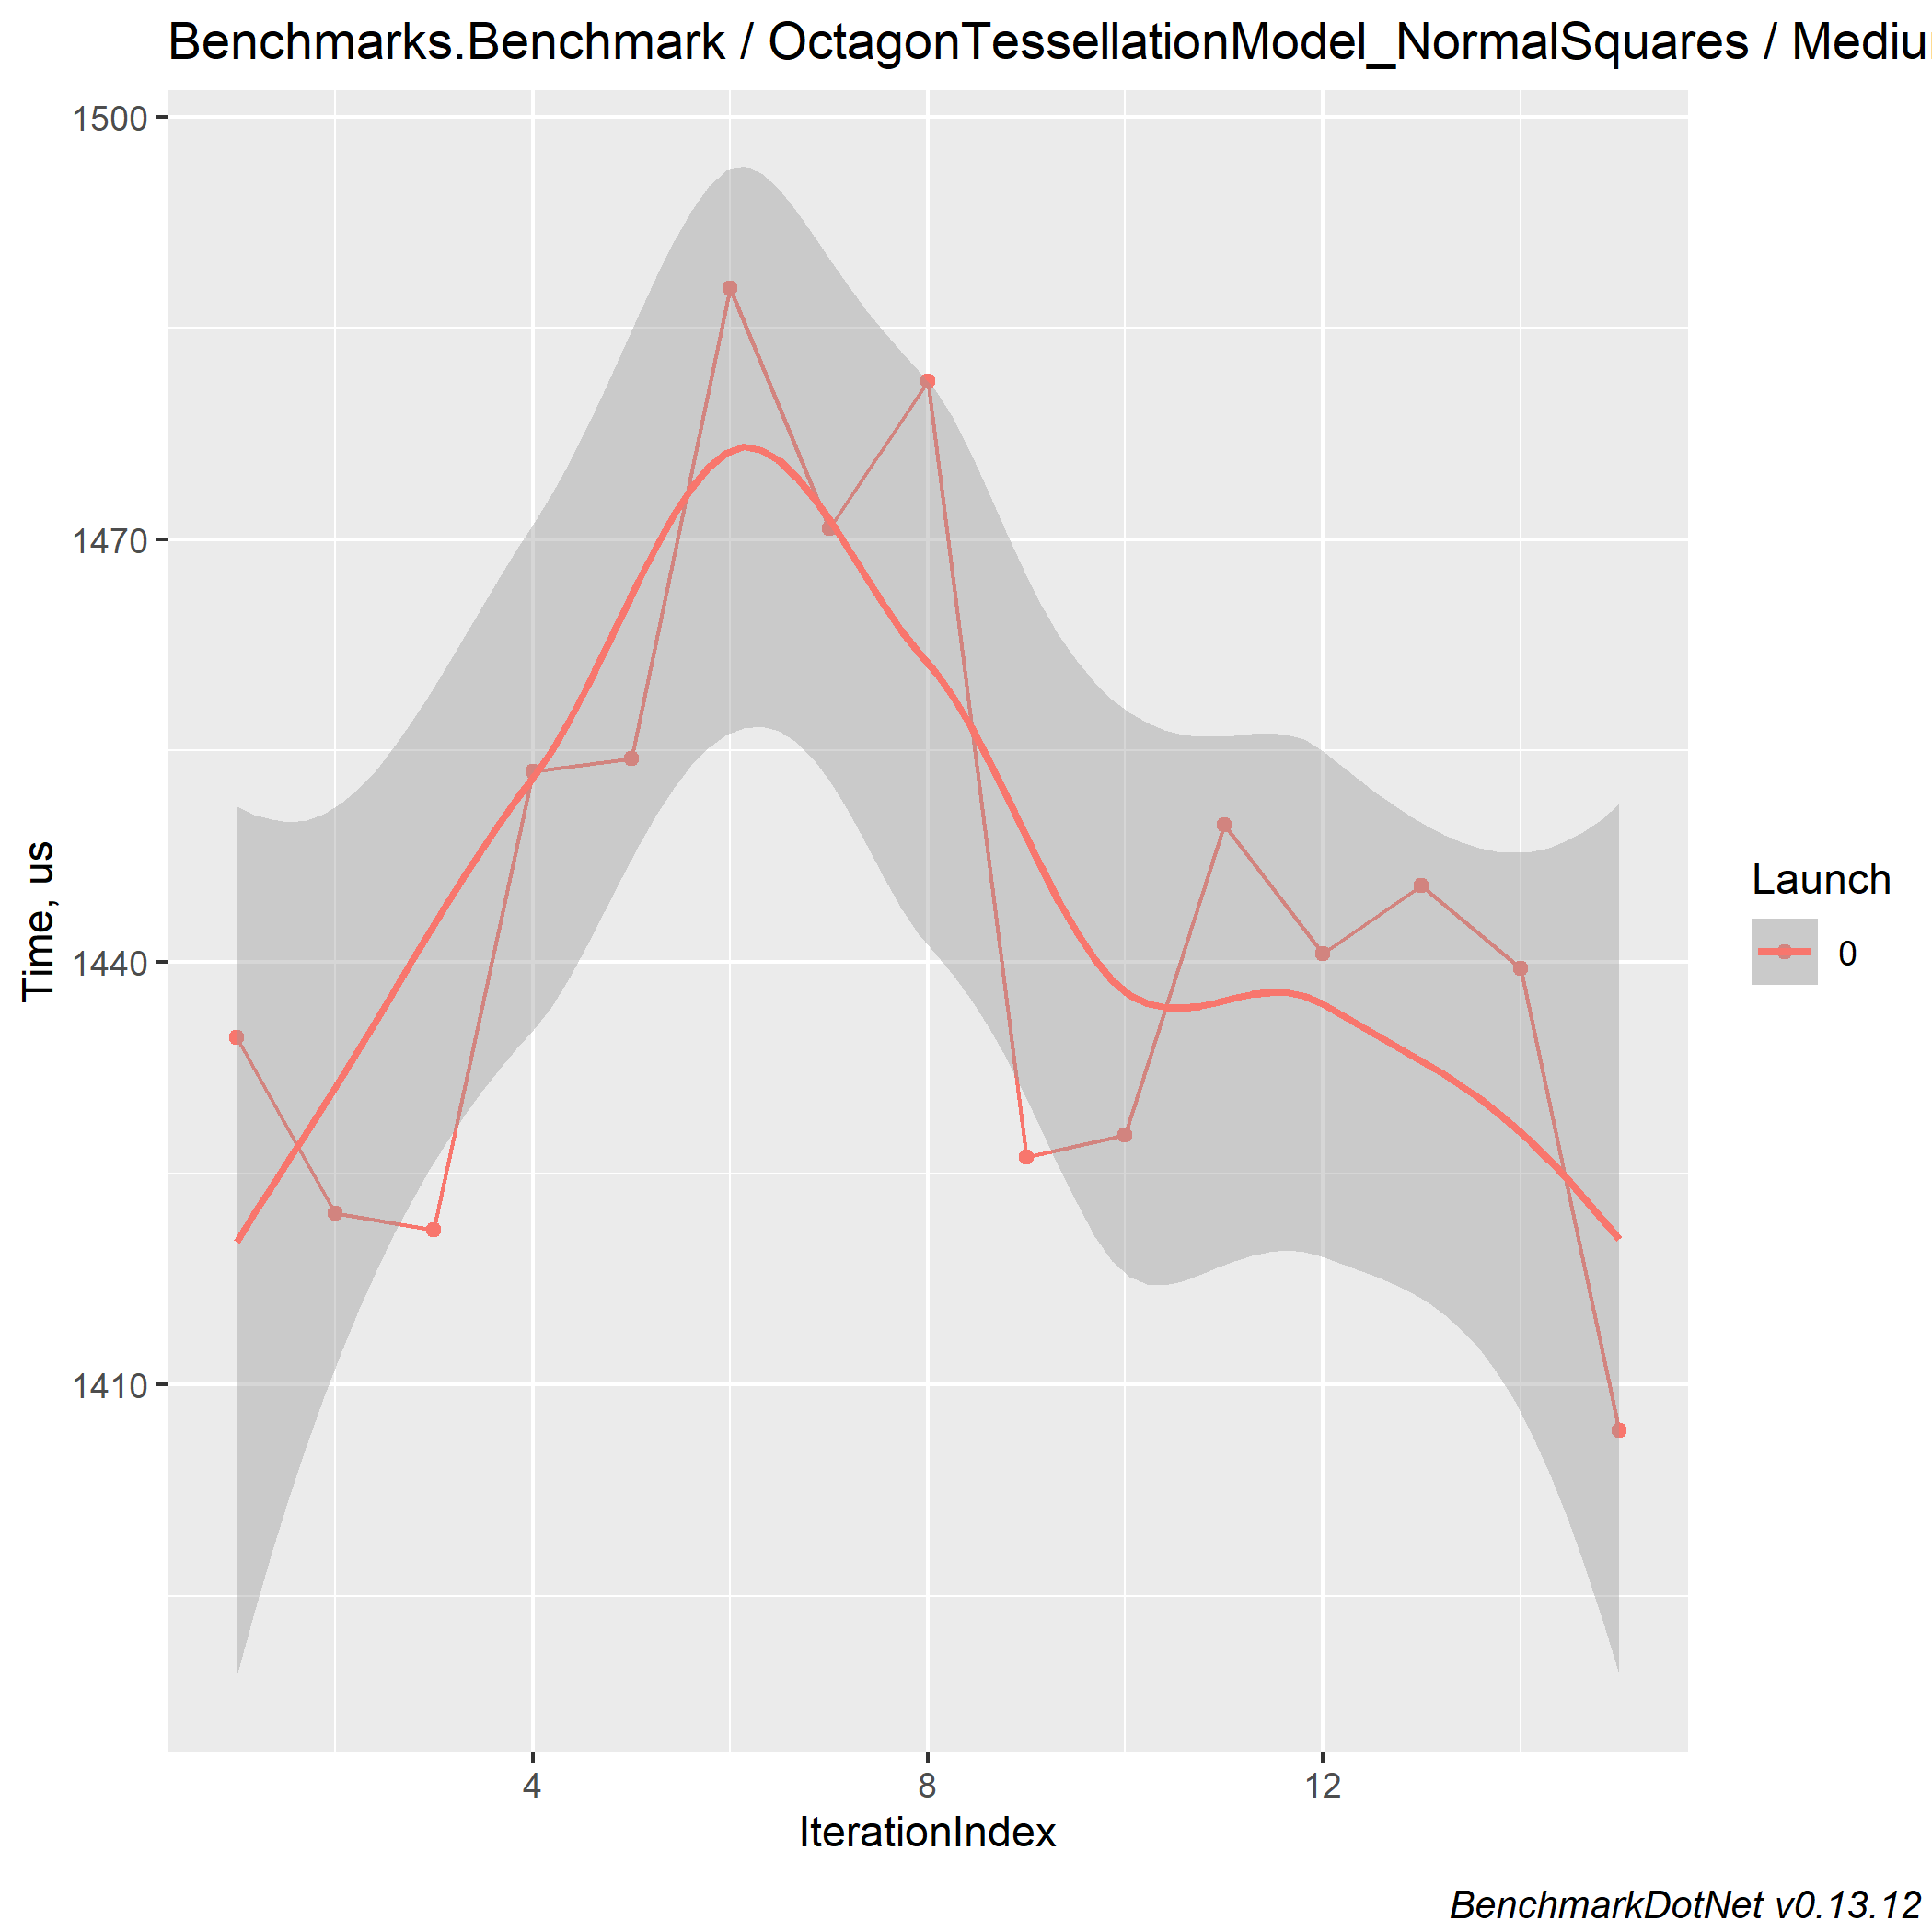 Benchmarks.Benchmark / OctagonTessellationModel_NormalSquares / Mediu
1500
1470
1440
1410
Time, us
4
8
12
IterationIndex
Launch
0
BenchmarkDotNet v0.13.12